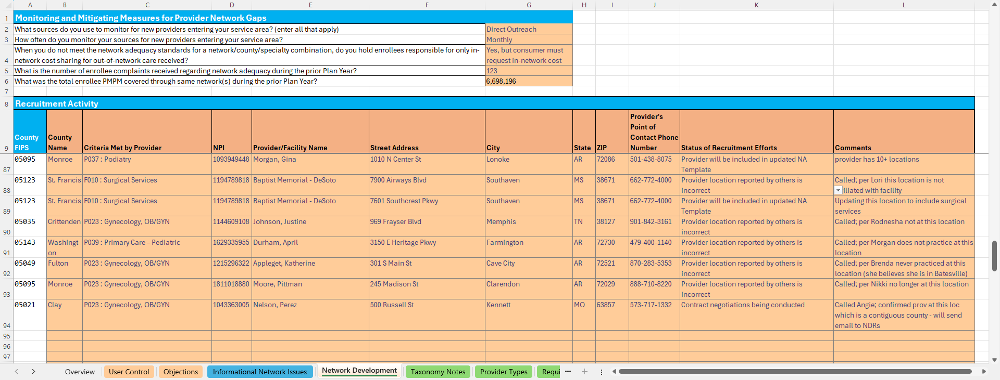 A B C D E F G H I J K L
1 Monitoring and Mitigating Measures for Provider Network Gaps
2 What sources do you use to monitor for new providers entering your service area? (enter all that apply) Direct Outreach
3 How often do you monitor your sources for new providers entering your service area? Monthly
When you do not meet the network adequacy standards for a network/county/specialty combination, do you hold enrollees responsible for only in- Yes, but consumer must
4 network cost sharing for out-of-network care received? request in-network cost
5 What is the number of enrollee complaints received regarding network adequacy during the prior Plan Year? 123
6 What was the total enrollee PMPM covered through same network(s) during the prior Plan Year? 6,698,196
7
8 Recruitment Activity
Provider's
Point of
County County Contact Phone
9 FIPS Name Criteria Met by Provider NPI Provider/Facility Name Street Address City State ZIP Number Status of Recruitment Efforts Comments
05095 Monroe P037 : Podiatry 1093949448 Morgan, Gina 1010 N Center St Lonoke AR 72086 501-438-8075 Provider will be included in updated NA provider has 10+ locations
87 Template
05123 St. Francis F010 : Surgical Services 1194789818 Baptist Memorial - DeSoto 7900 Airways Blvd Southaven MS 38671 662-772-4000 Provider location reported by others is Called; per Lori this location is not
88 incorrect filiated with facility
05123 St. Francis F010 : Surgical Services 1194789818 Baptist Memorial - DeSoto 7601 Southcrest Pkwy Southaven MS 38671 662-772-4000 Provider will be included in updated NA Updating this location to include surgical
89 Template services
05035 Crittenden P023 : Gynecology, OB/GYN 1144609108 Johnson, Justine 969 Frayser Blvd Memphis TN 38127 901-842-3161 Provider location reported by others is Called; per Rodnesha not at this location
90 incorrect
05143 Washingt P039 : Primary Care – Pediatric 1629335955 Durham, April 3150 E Heritage Pkwy Farmington AR 72730 479-400-1140 Provider location reported by others is Called; per Morgan does not practice at this
91 on incorrect location
05049 Fulton P023 : Gynecology, OB/GYN 1215296322 Appleget, Katherine 301 S Main St Cave City AR 72521 870-283-5353 Provider location reported by others is Called; per Brenda never practiced at this
92 incorrect location (she believes she is in Batesville)
05095 Monroe P023 : Gynecology, OB/GYN 1811018880 Moore, Pittman 245 Madison St Clarendon AR 72029 888-710-8220 Provider location reported by others is Called; per Nikki no longer at this location
93 incorrect
05021 Clay P023 : Gynecology, OB/GYN 1043363005 Nelson, Perez 500 Russell St Kennett MO 63857 573-717-1332 Contract negotiations being conducted Called Angie; confirmed prov at this loc
which is a contiguous county - will send
94 email to NDRs
95
96
97
Overview User Control Objections Informational Network Issues Network Development Taxonomy Notes Provider Types Requi